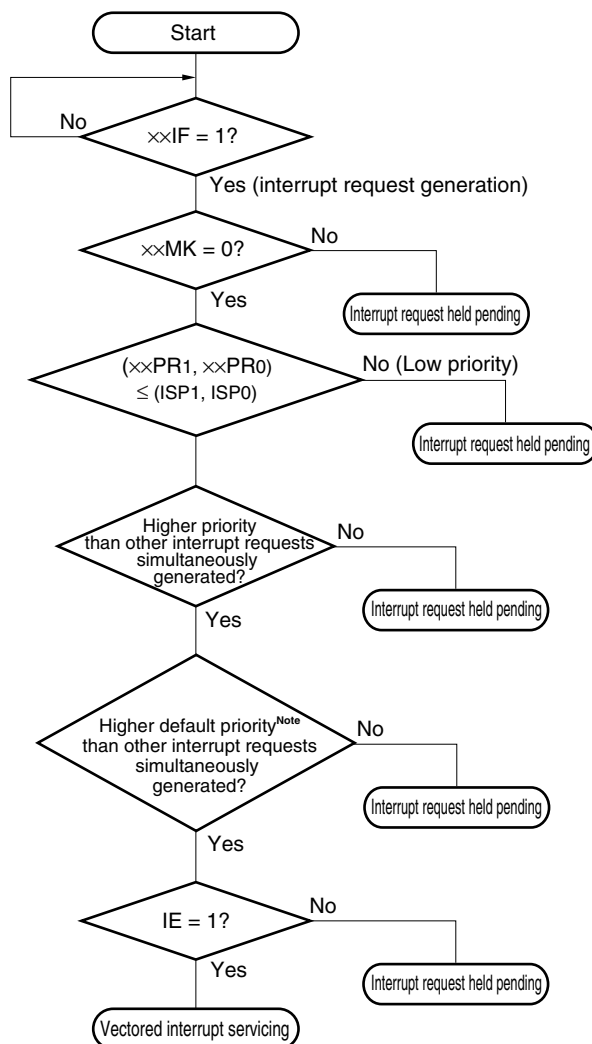 Start
No
××IF = 1?
Yes (interrupt request generation)
××MK = 0?
No
Yes
Interrupt request held pending
(××PR1, ××PR0)
≤ (ISP1, ISP0)
No (Low priority)
Interrupt request held pending
Higher priority
than other interrupt requests
simultaneously
generated?
No
Interrupt request held pending
Yes
Higher default priorityNote
than other interrupt requests
simultaneously
generated?
No
Interrupt request held pending
Yes
IE = 1?
No
Yes
Interrupt request held pending
Vectored interrupt servicing